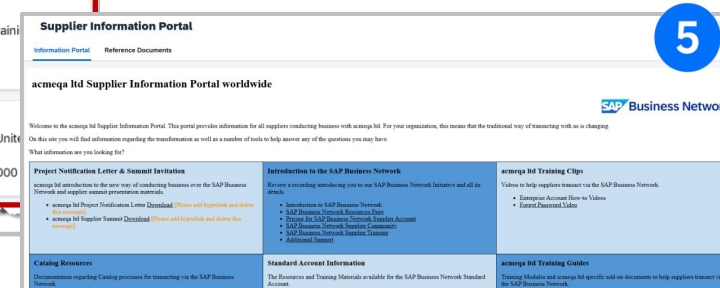 Supplier Information Portal
5
Information Portal Reference Documents
acmeqa ltd Supplier Information Portal worldwide
SAP Business
Welcome to the acmeqa ltd Supplier Information Portal. This portal provides information for all suppliers conducting business with acmeqa ltd. For your organization, this means that the traditional way of transacting with us is changing.
On this site you will find information regarding the transformation as well as a number of tools to help answer any of the questions you may have.
What information are you looking for?
Project Notification Letter & Summit Invitation
acmeqa ltd introduction to the new way of conducting business over the SAP Business
Network and supplier summit presentation materials.
• acmeqa ltd Project Notification Letter Download [Please add hyperlink and delete
this message]
• acmeqa ltd Supplier Summit Download [Please add hyperlink and delete this
message]
Introduction to the SAP Business Network
Review a recording introducing you to our SAP Business Network Initiative and all its
details.
• Introduction to SAP Business Network
• SAP Business Network Resources Page
• Pricing for SAP Business Network Supplier Account
• SAP Business Network Supplier Community
• SAP Business Network Supplier Training
• Additional Support
acmeqa ltd Training Clips
Videos to help suppliers transact via the SAP Business Network.
• Enterprise Account How-to Videos
• Forgot Password Video
Catalog Resources
Documentation regarding Catalog processes for transacting via the SAP Business
Network.
Standard Account Information
The Resources and Training Materials available for the SAP Business Network Standard
Account.
acmeqa ltd Training Guides
Training Modules and acmeqa ltd specific add-on documents to help suppliers transact
the SAP Business Network.